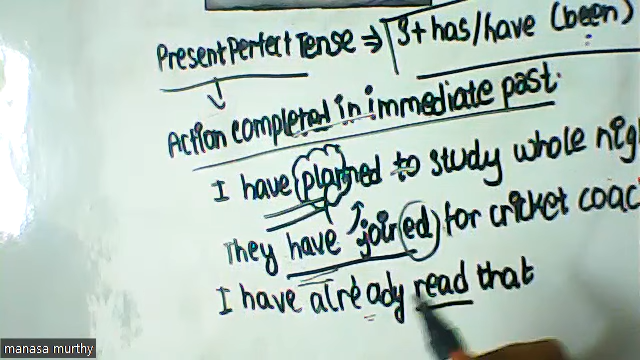 Present Perfect Tense ⇒ S + has/have (been)
Action completed in immediate past.
I have planned to study whole nigh
They have joined for cricket coac
I have already read that
manasa murthy